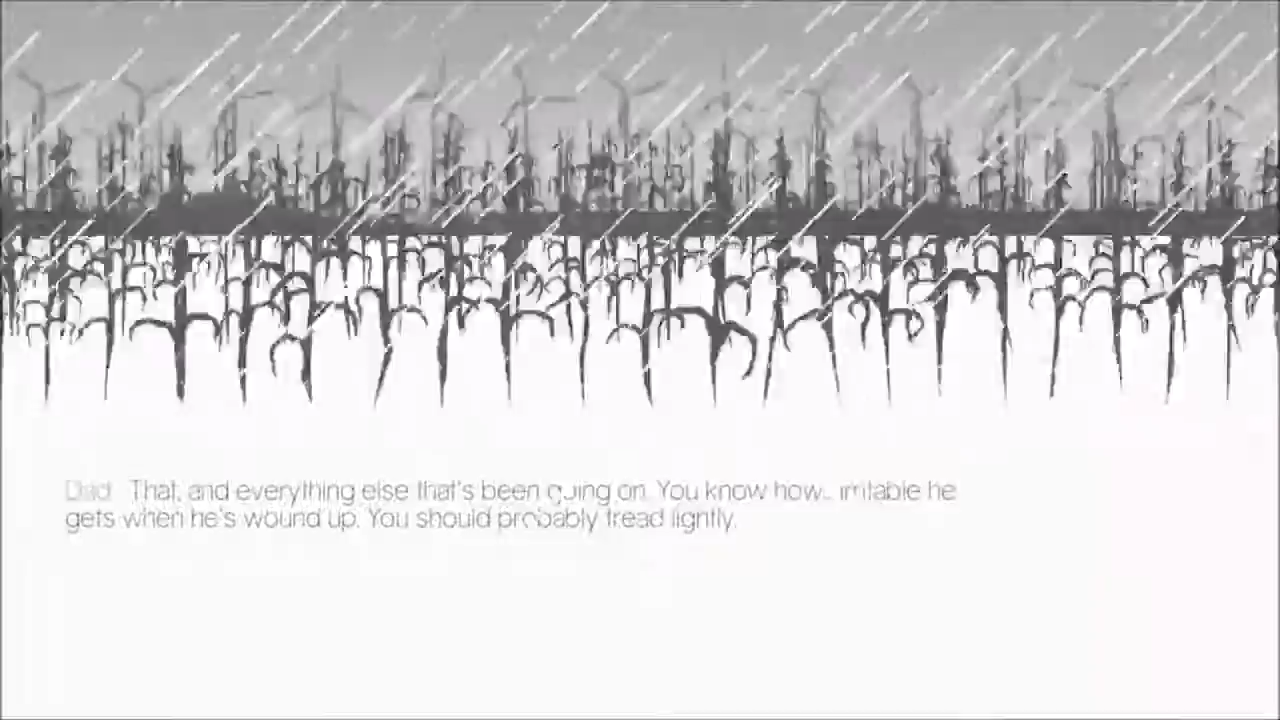 Dad: That, and everything else that's been going on. You know how... irritable he
gets when he's wound up. You should probably tread lightly.